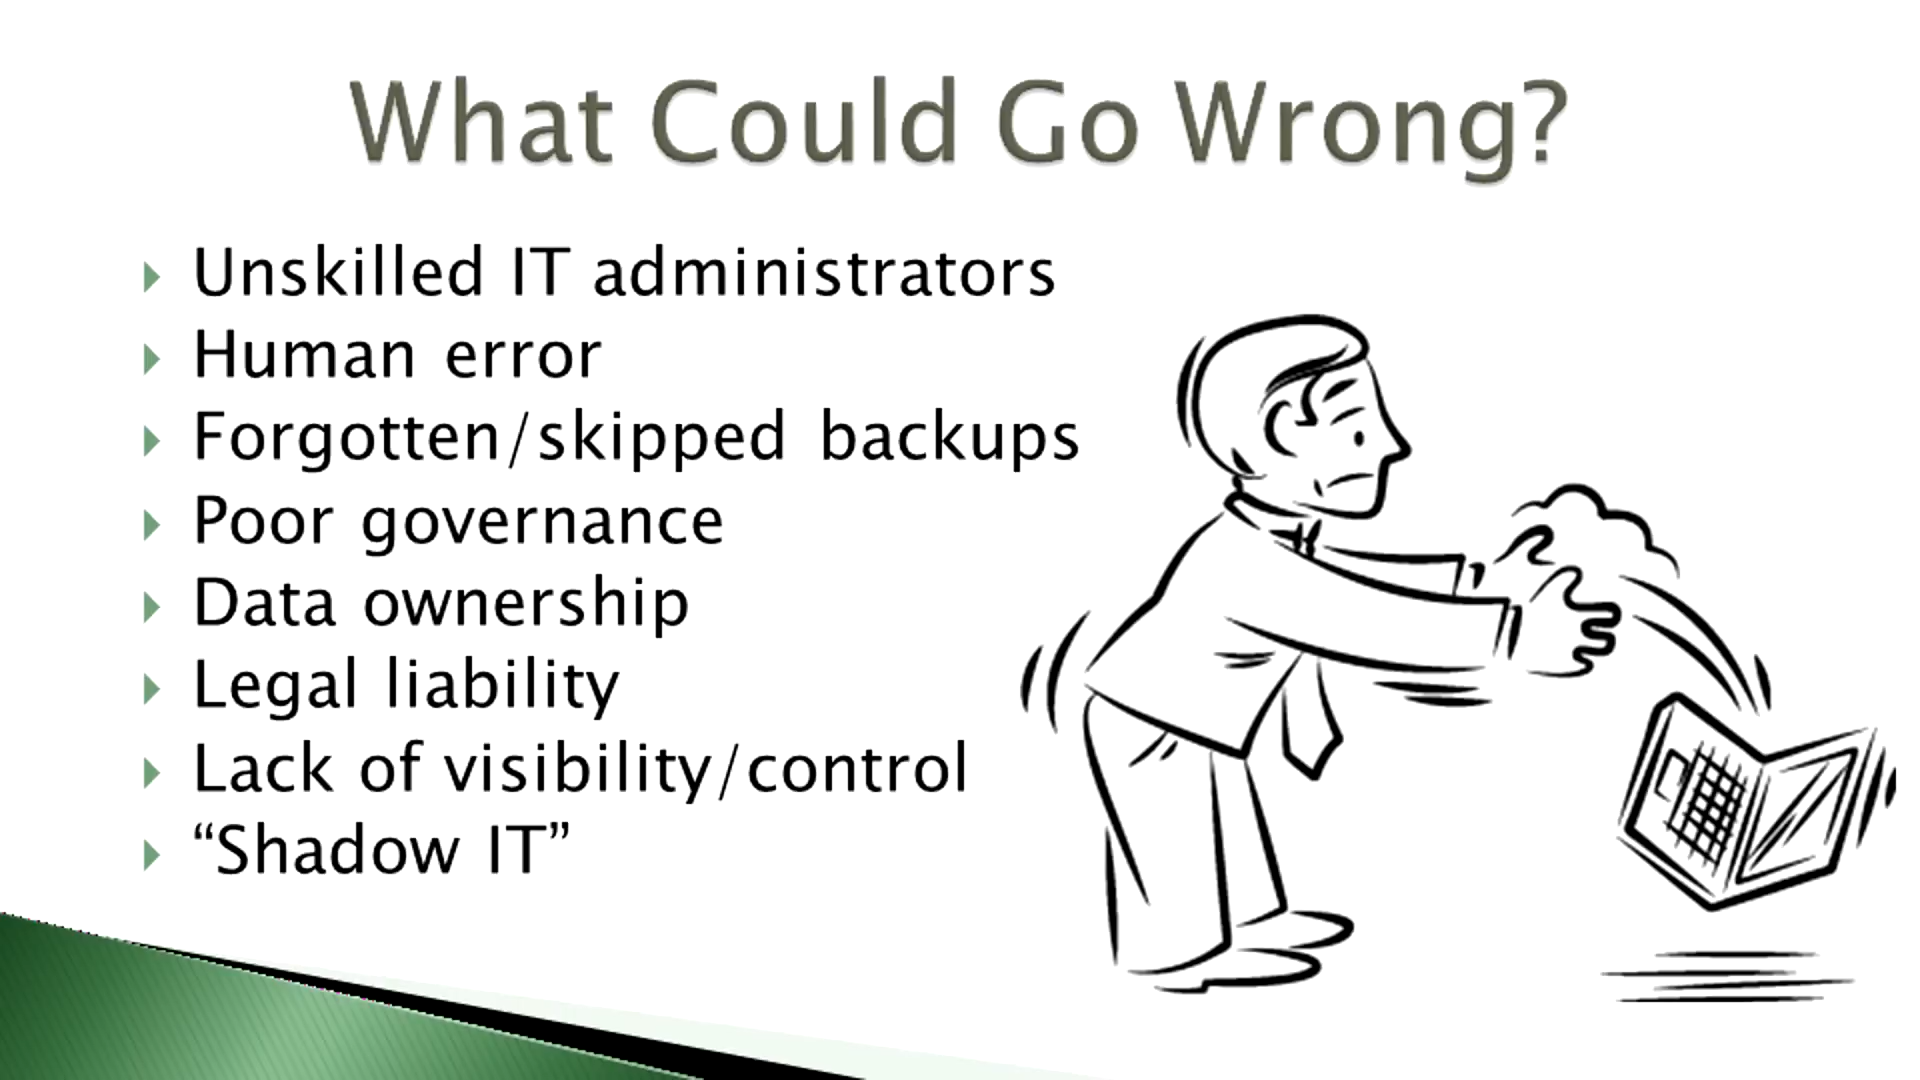 What Could Go Wrong?
Unskilled IT administrators
Human error
Forgotten/skipped backups
Poor governance
Data ownership
Legal liability
Lack of visibility/control
“Shadow IT”